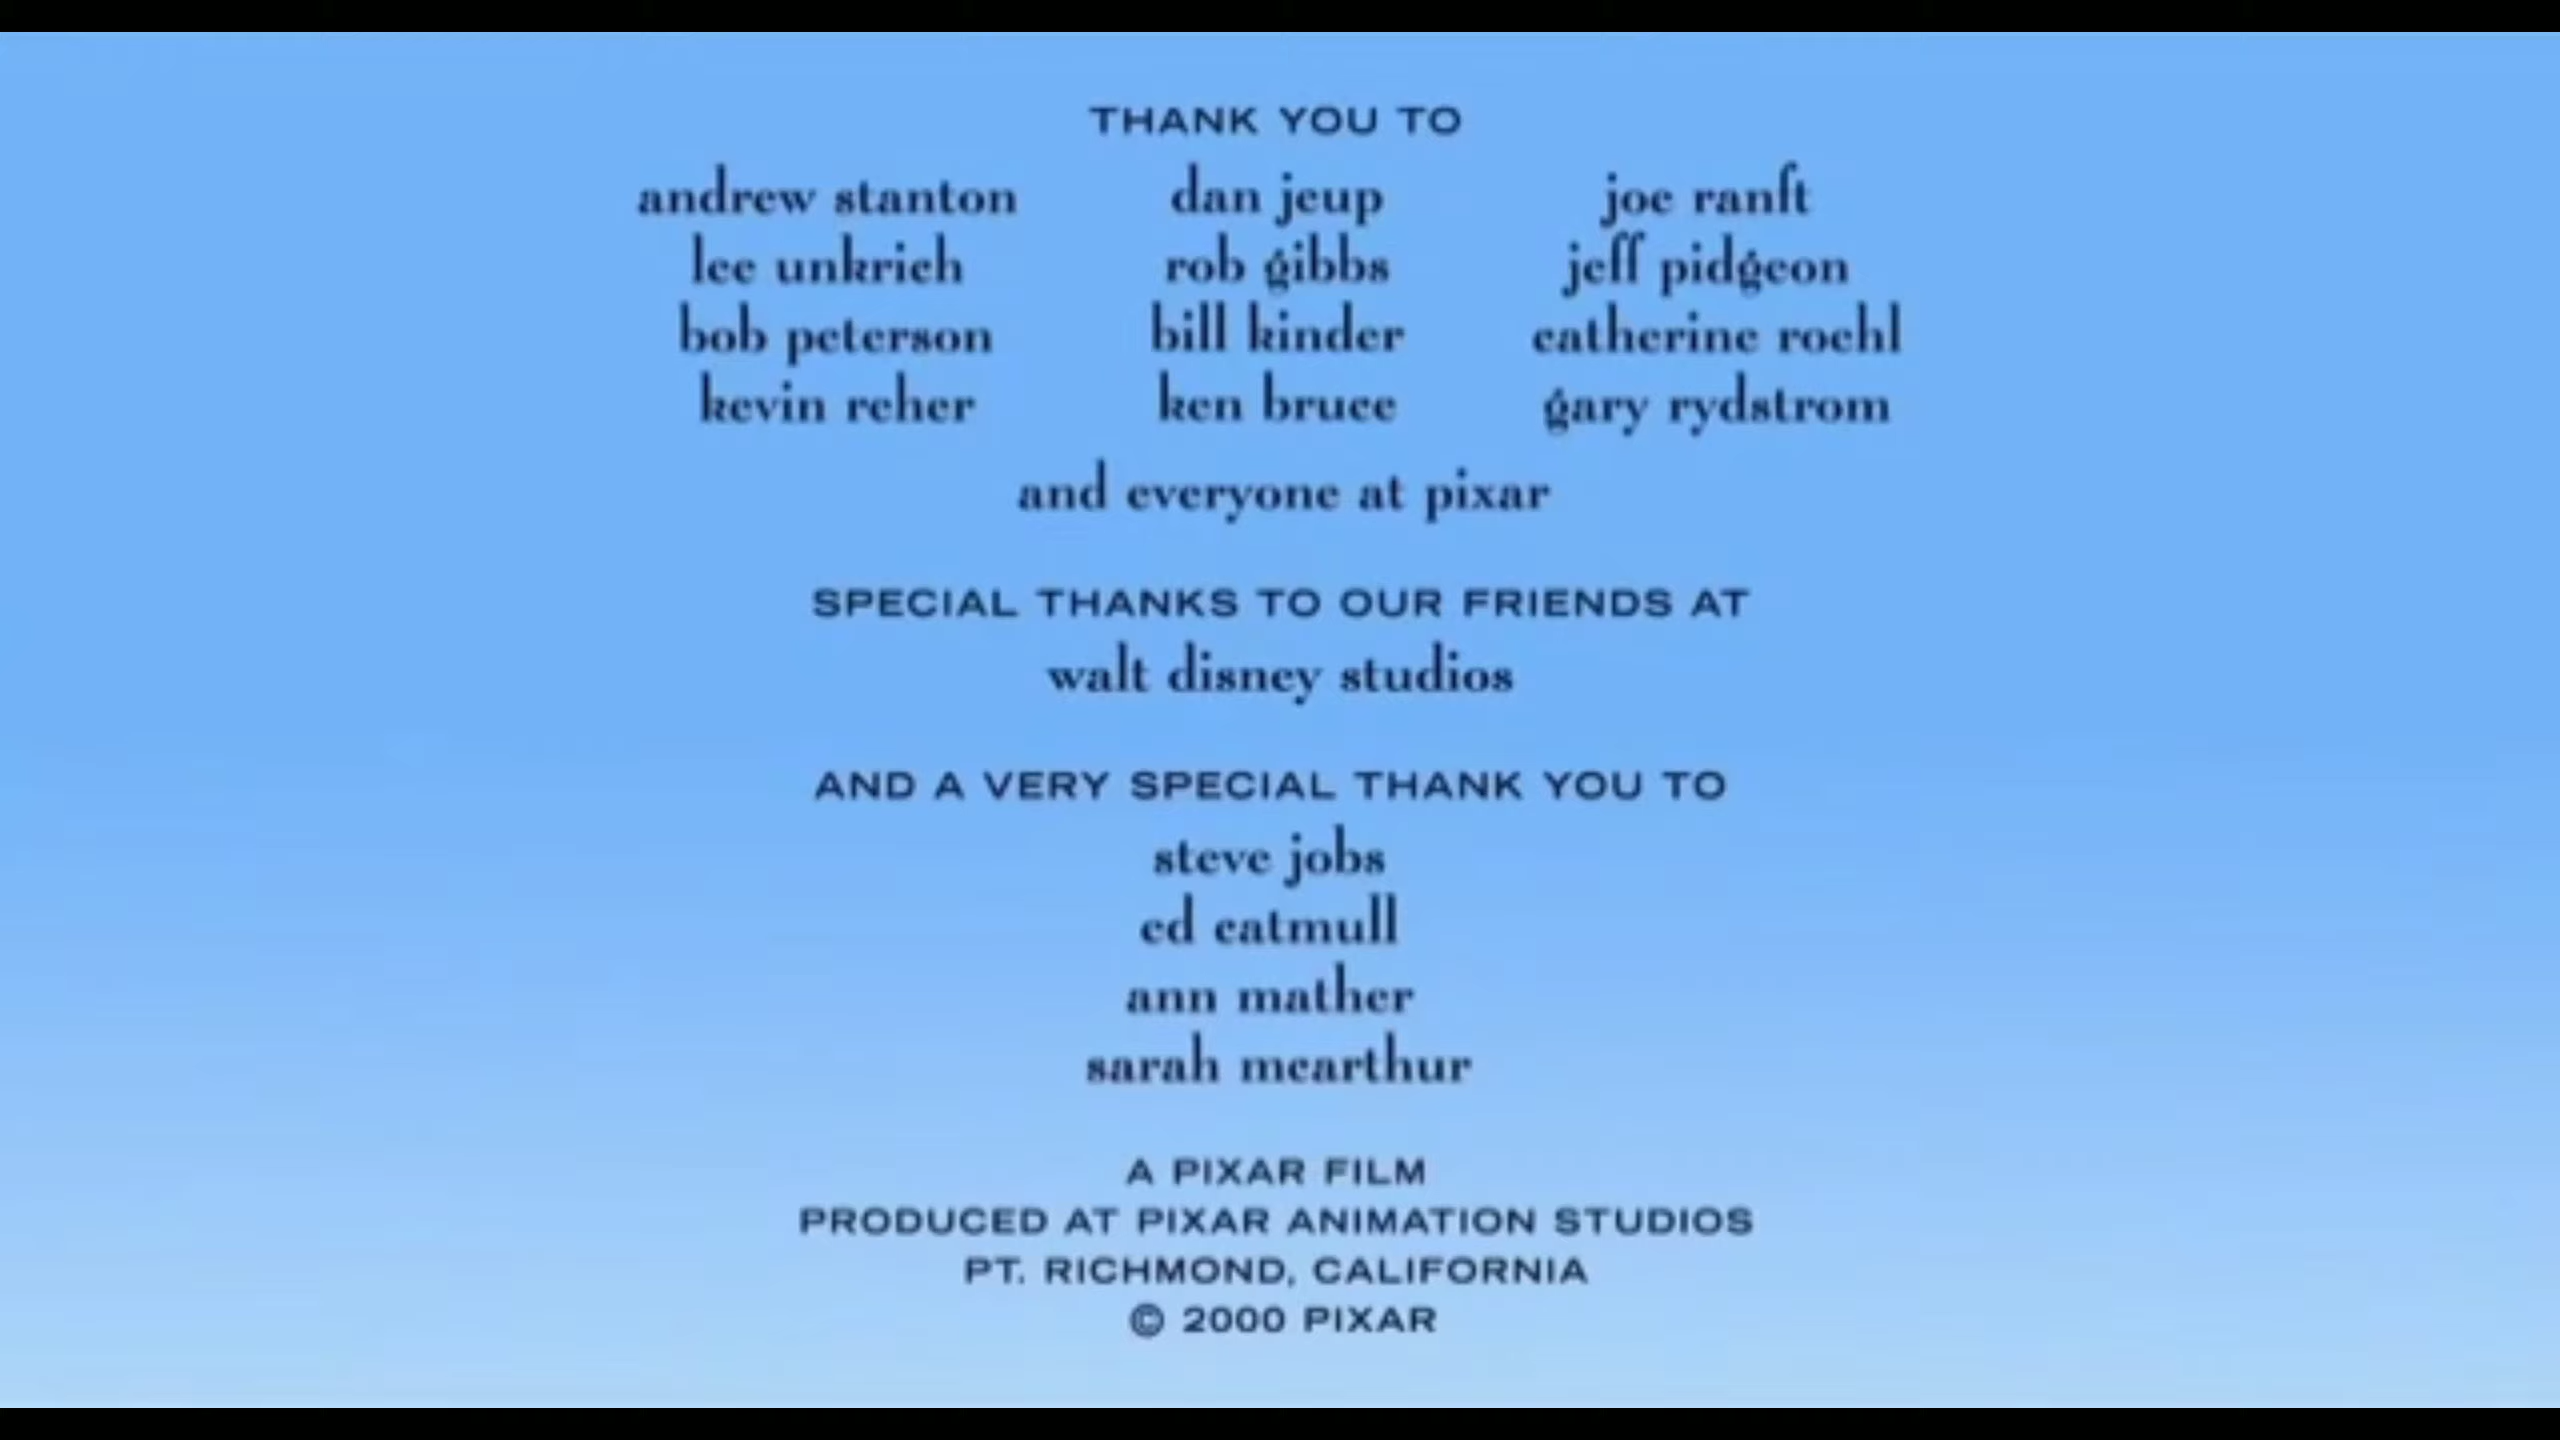 THANK YOU TO
andrew stanton dan jeup joe ranft
lee unkrich rob gibbs jeff pidgeon
bob peterson bill kinder catherine roehl
kevin reher ken bruce gary rydstrom
and everyone at pixar
SPECIAL THANKS TO OUR FRIENDS AT
walt disney studios
AND A VERY SPECIAL THANK YOU TO
steve jobs
ed catmull
ann mather
sarah mcarthur
A PIXAR FILM
PRODUCED AT PIXAR ANIMATION STUDIOS
PT. RICHMOND, CALIFORNIA
© 2000 PIXAR